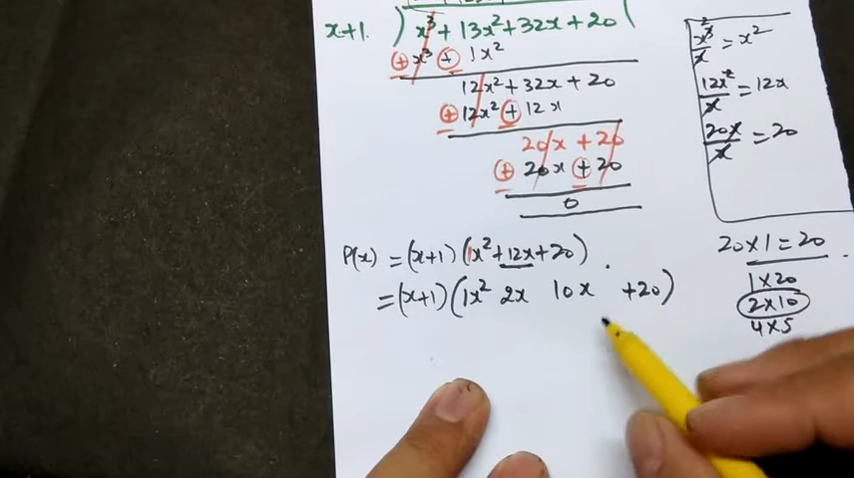 x+1. ) x³ + 13x² + 32x + 20 (
+ x³ + 1x²
12x² + 32x + 20
+ 12x² + 12x
20x + 20
+ 20x + 20
0
P(x) = (x+1)(1x² + 12x + 20)
= (x+1)(1x² 2x 10x +20)
x³/x = x²
12x²/x = 12x
20x/x = 20
20 x 1 = 20
1 x 20
2 x 10
4 x 5